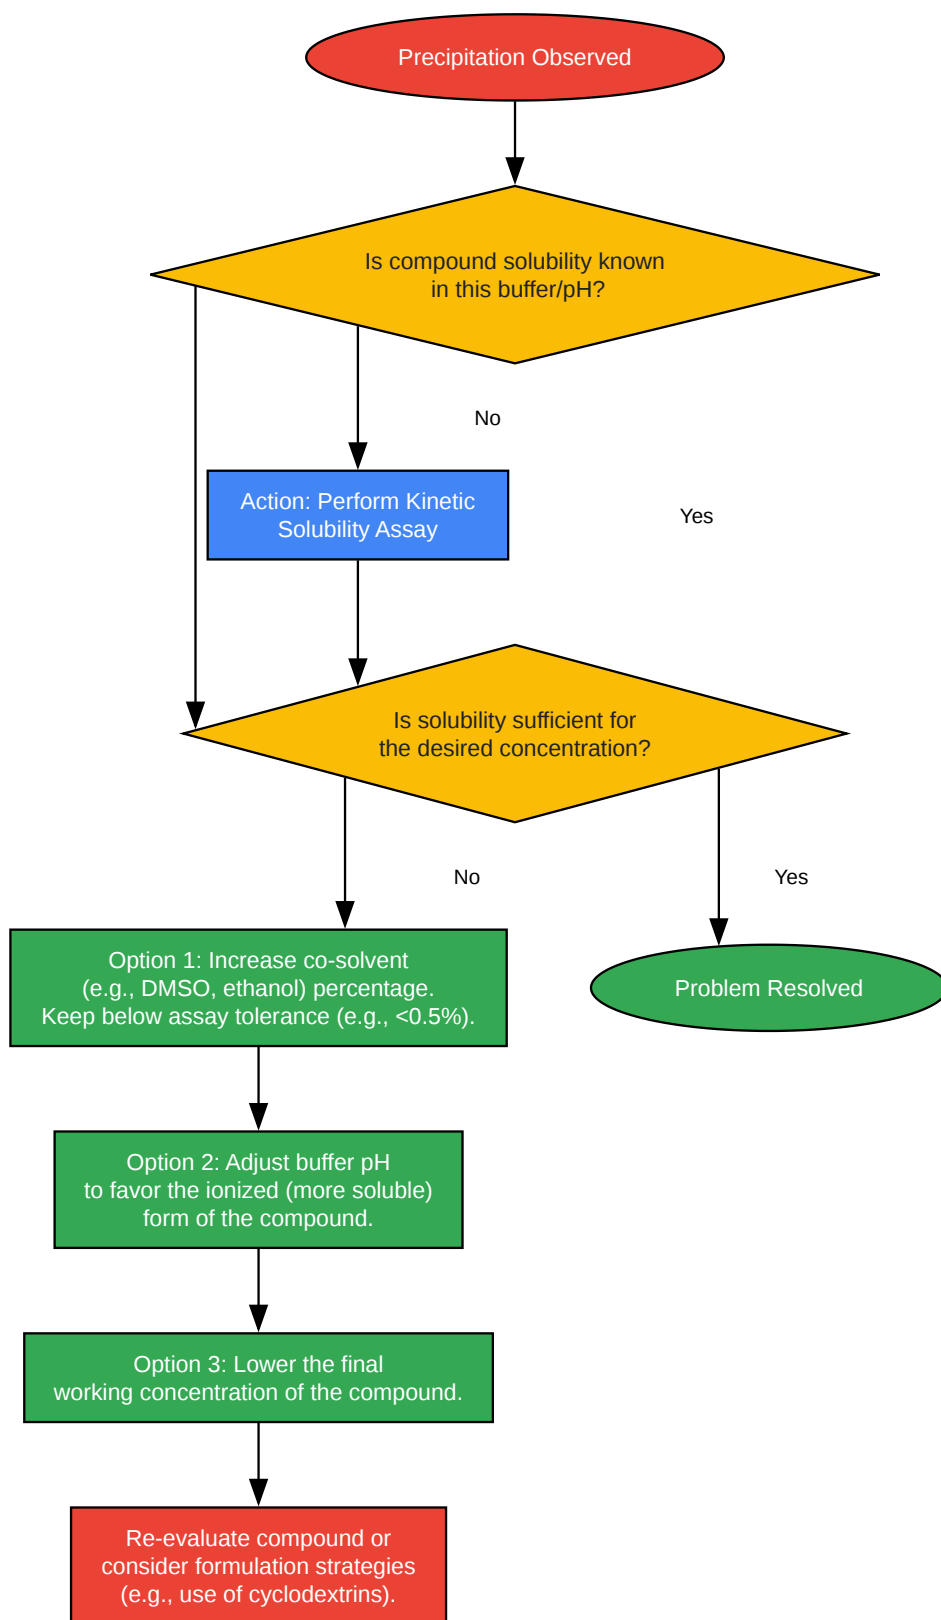 Precipitation Observed
Is compound solubility known
in this buffer/pH?
No
Action: Perform Kinetic
Solubility Assay
Yes
Is solubility sufficient for
the desired concentration?
No
Yes
Option 1: Increase co-solvent
(e.g., DMSO, ethanol) percentage.
Keep below assay tolerance (e.g., <0.5%).
Problem Resolved
Option 2: Adjust buffer pH
to favor the ionized (more soluble)
form of the compound.
Option 3: Lower the final
working concentration of the compound.
Re-evaluate compound or
consider formulation strategies
(e.g., use of cyclodextrins).